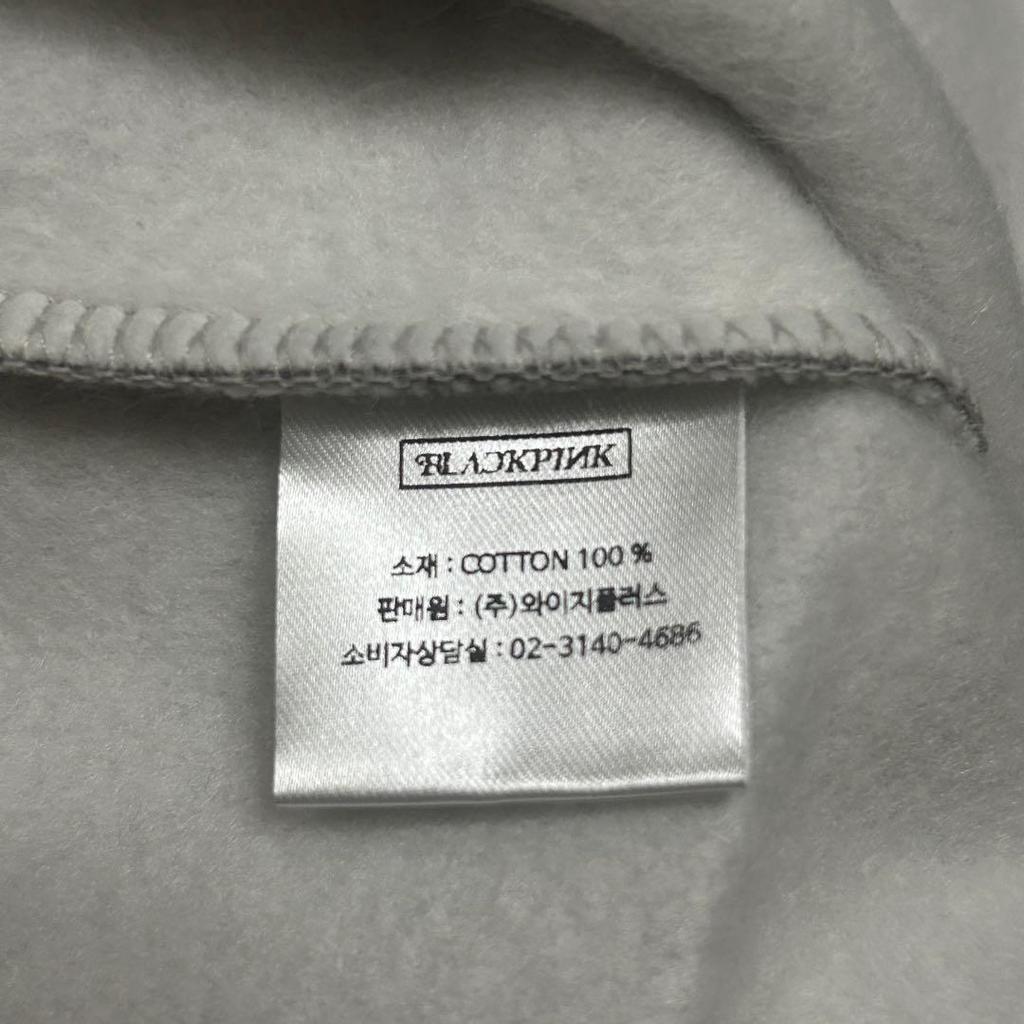 BLACKPINK
소재 : COTTON 100 %
판매원 : (주)와이지플러스
소비자상담실 : 02-3140-4686